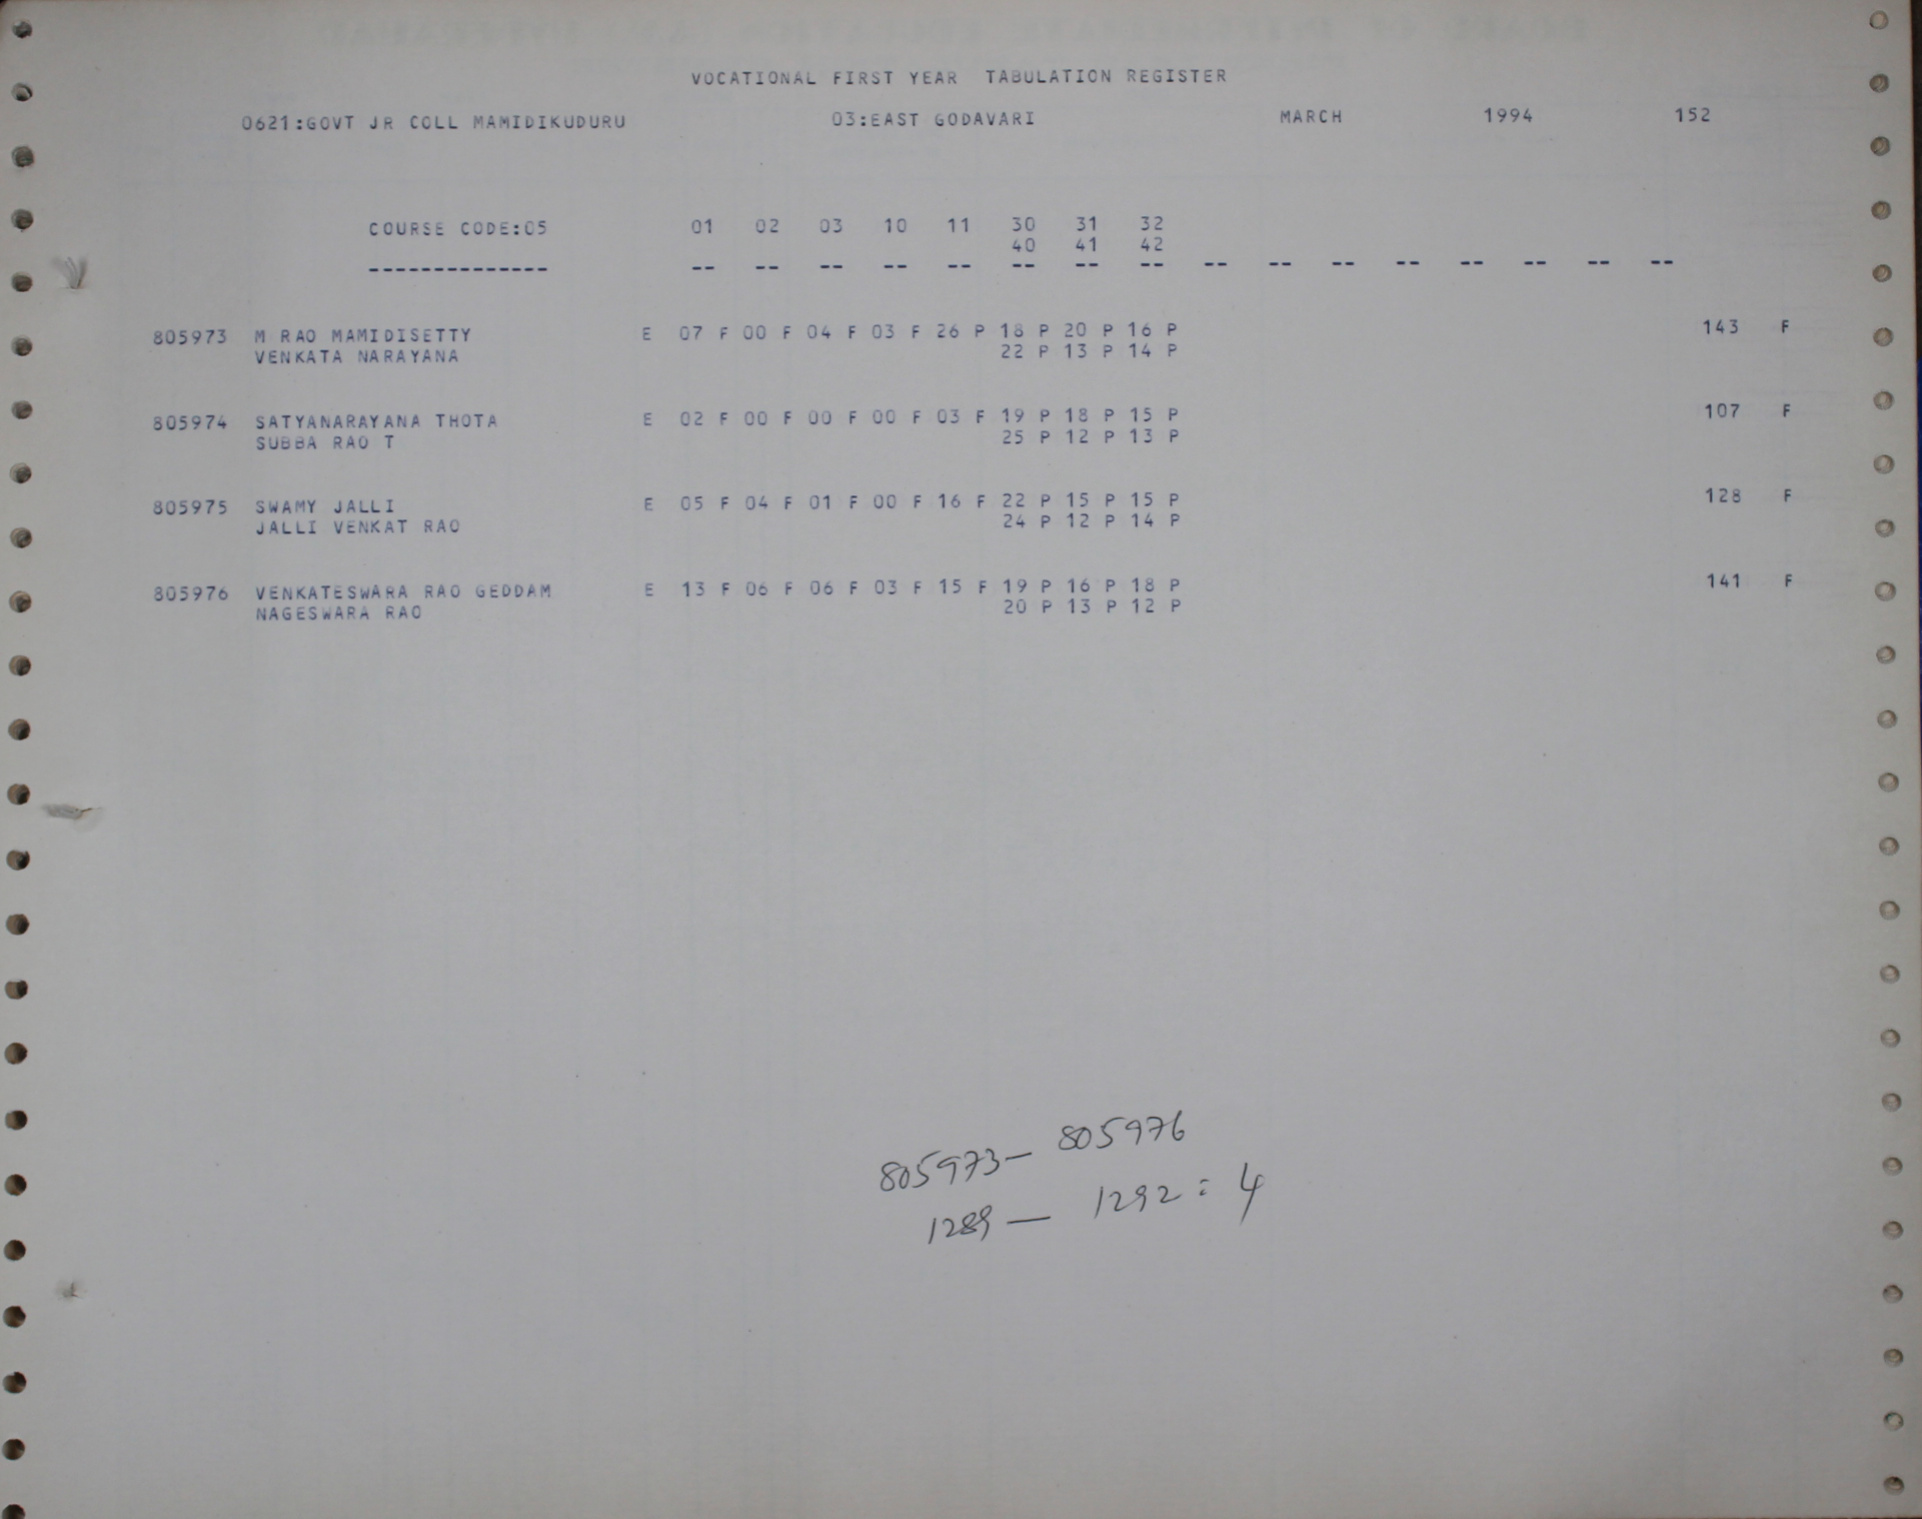 VOCATIONAL FIRST YEAR TABULATION REGISTER
0621:GOVT JR COLL MAMIDIKUDURU 03:EAST GODAVARI MARCH 1994 152
COURSE CODE:05 01 02 03 10 11 30 31 32
40 41 42
-------------- -- -- -- -- -- -- -- -- -- -- -- -- -- -- -- --
805973 M RAO MAMIDISETTY E 07 F 00 F 04 F 03 F 26 P 18 P 20 P 16 P 143 F
VENKATA NARAYANA 22 P 13 P 14 P
805974 SATYANARAYANA THOTA E 02 F 00 F 00 F 00 F 03 F 19 P 18 P 15 P 107 F
SUBBA RAO T 25 P 12 P 13 P
805975 SWAMY JALLI E 05 F 04 F 01 F 00 F 16 F 22 P 15 P 15 P 128 F
JALLI VENKAT RAO 24 P 12 P 14 P
805976 VENKATESWARA RAO GEDDAM E 13 F 06 F 06 F 03 F 15 F 19 P 16 P 18 P 141 F
NAGESWARA RAO 20 P 13 P 12 P
805973 — 805976
1289 — 1292 : 4